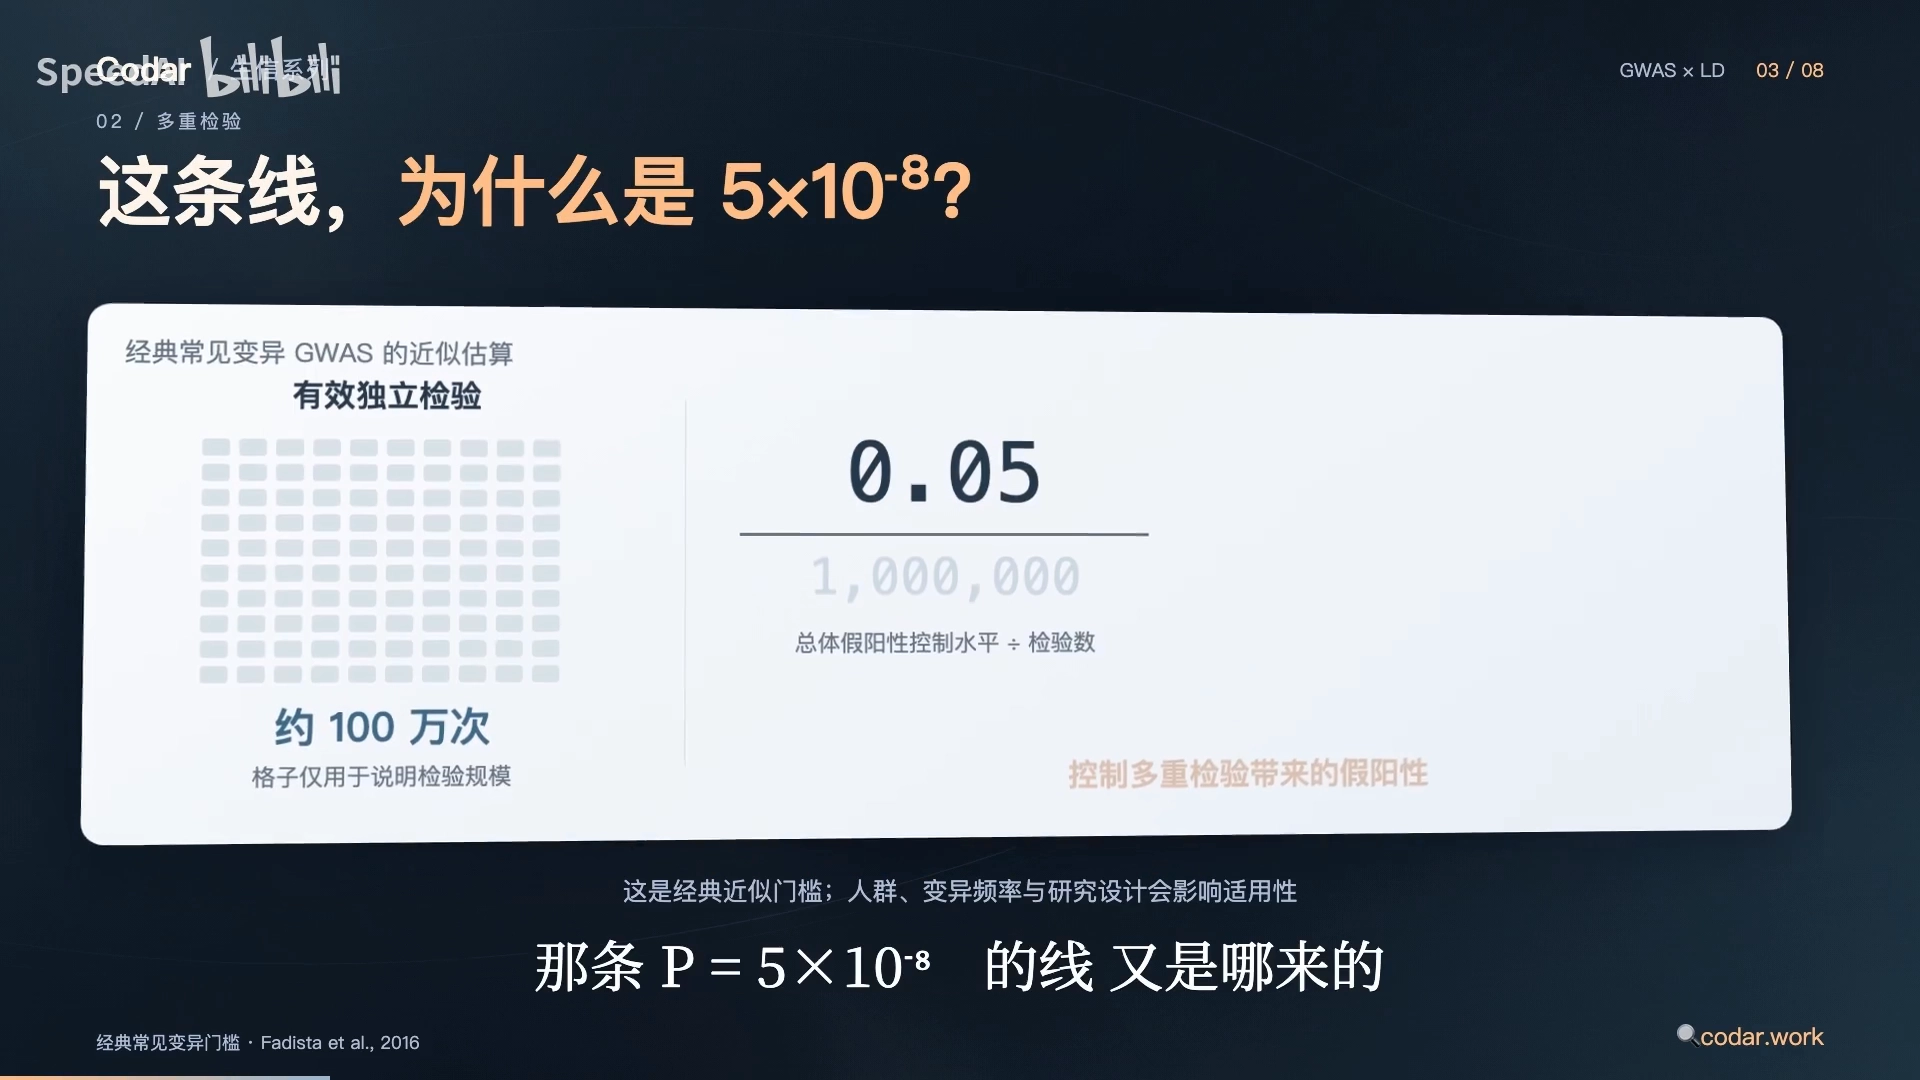 SpeedAI bilibili
Codar / 生信系列
GWAS × LD 03 / 08
02 / 多重检验
这条线，为什么是 5×10⁻⁸？
经典常见变异 GWAS 的近似估算
有效独立检验
0.05
1,000,000
总体假阳性控制水平 ÷ 检验数
约 100 万次
格子仅用于说明检验规模
控制多重检验带来的假阳性
这是经典近似门槛；人群、变异频率与研究设计会影响适用性
那条 P = 5×10⁻⁸ 的线 又是哪来的
经典常见变异门槛 · Fadista et al., 2016
codar.work